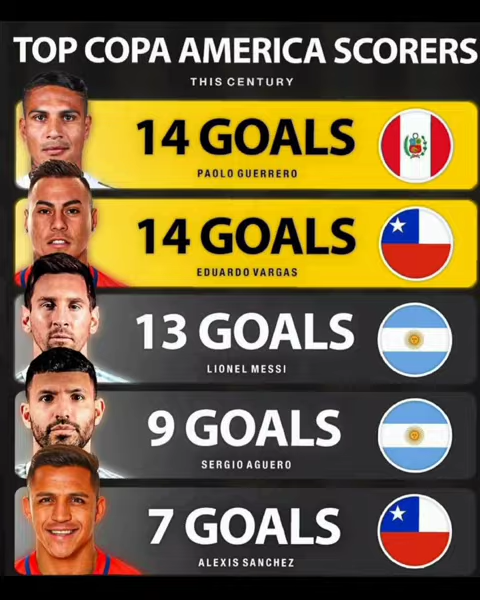 TOP COPA AMERICA SCORERS
THIS CENTURY
14 GOALS
PAOLO GUERRERO
14 GOALS
EDUARDO VARGAS
13 GOALS
LIONEL MESSI
9 GOALS
SERGIO AGUERO
7 GOALS
ALEXIS SANCHEZ